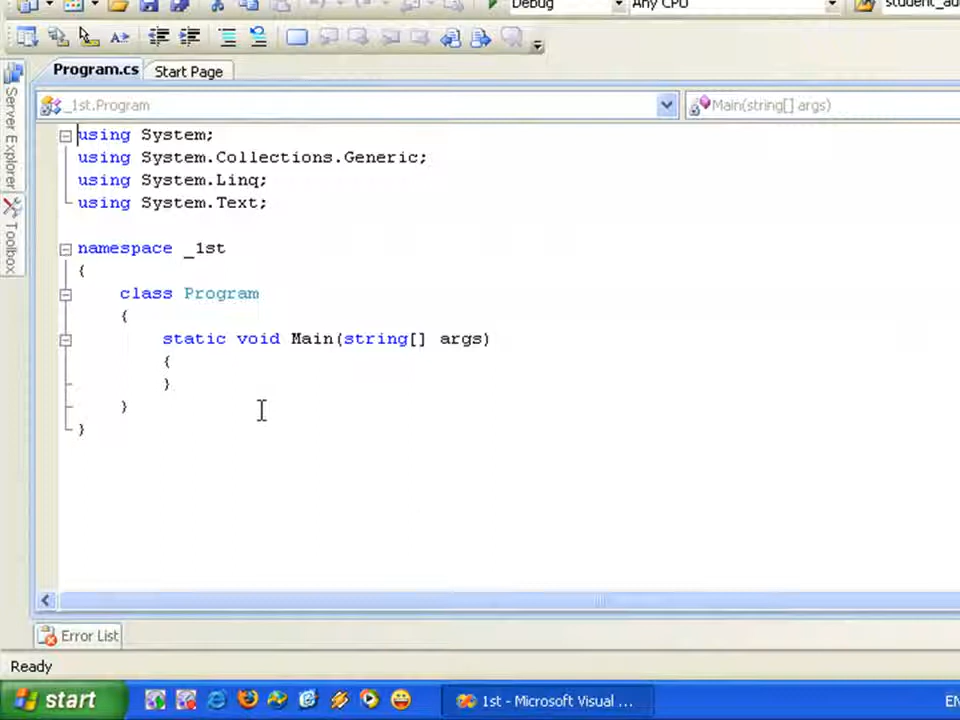 Debug
Any CPU
Program.cs
Start Page
_1st.Program
Main(string[] args)
Server Explorer
Toolbox
using System;
using System.Collections.Generic;
using System.Linq;
using System.Text;
namespace _1st
{
class Program
{
static void Main(string[] args)
{
}
}
}
Error List
Ready
start
1st - Microsoft Visual ...
EN